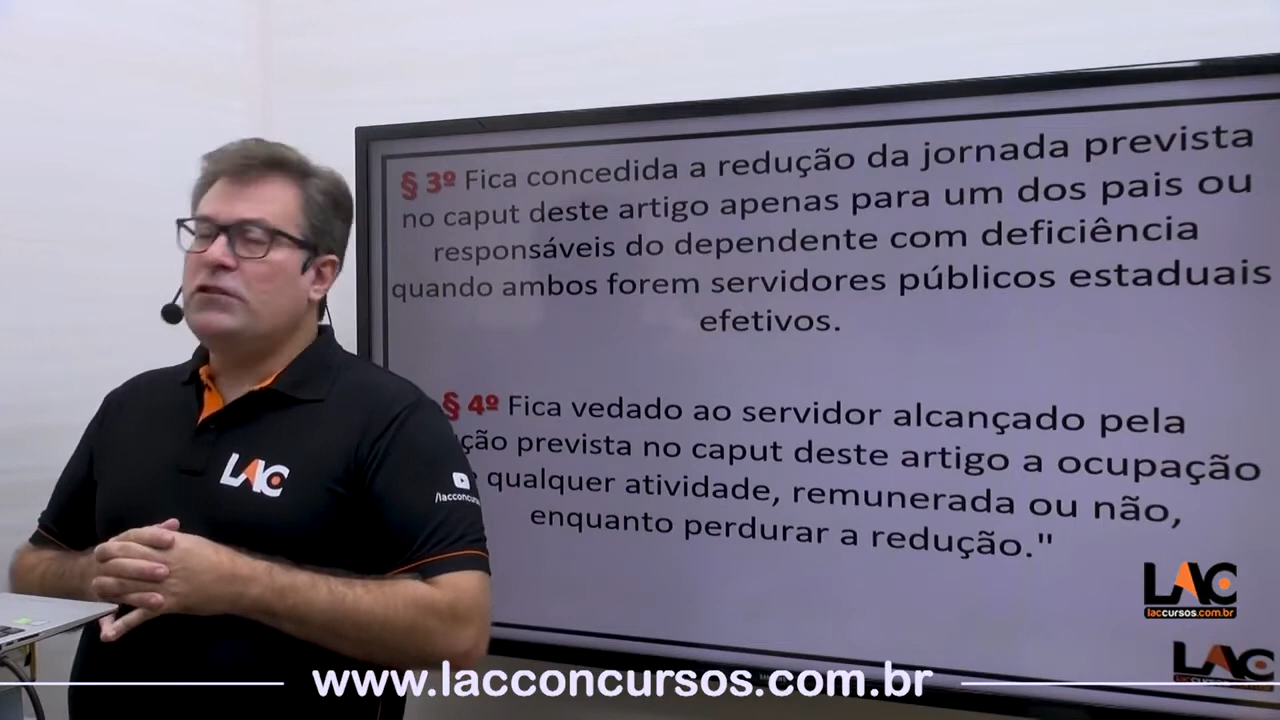 § 3º Fica concedida a redução da jornada prevista
no caput deste artigo apenas para um dos pais ou
responsáveis do dependente com deficiência
quando ambos forem servidores públicos estaduais
efetivos.
§ 4º Fica vedado ao servidor alcançado pela
ção prevista no caput deste artigo a ocupação
qualquer atividade, remunerada ou não,
enquanto perdurar a redução."
LAC
/lacconcurs
LAC
laccursos.com.br
LAC
www.lacconcursos.com.br